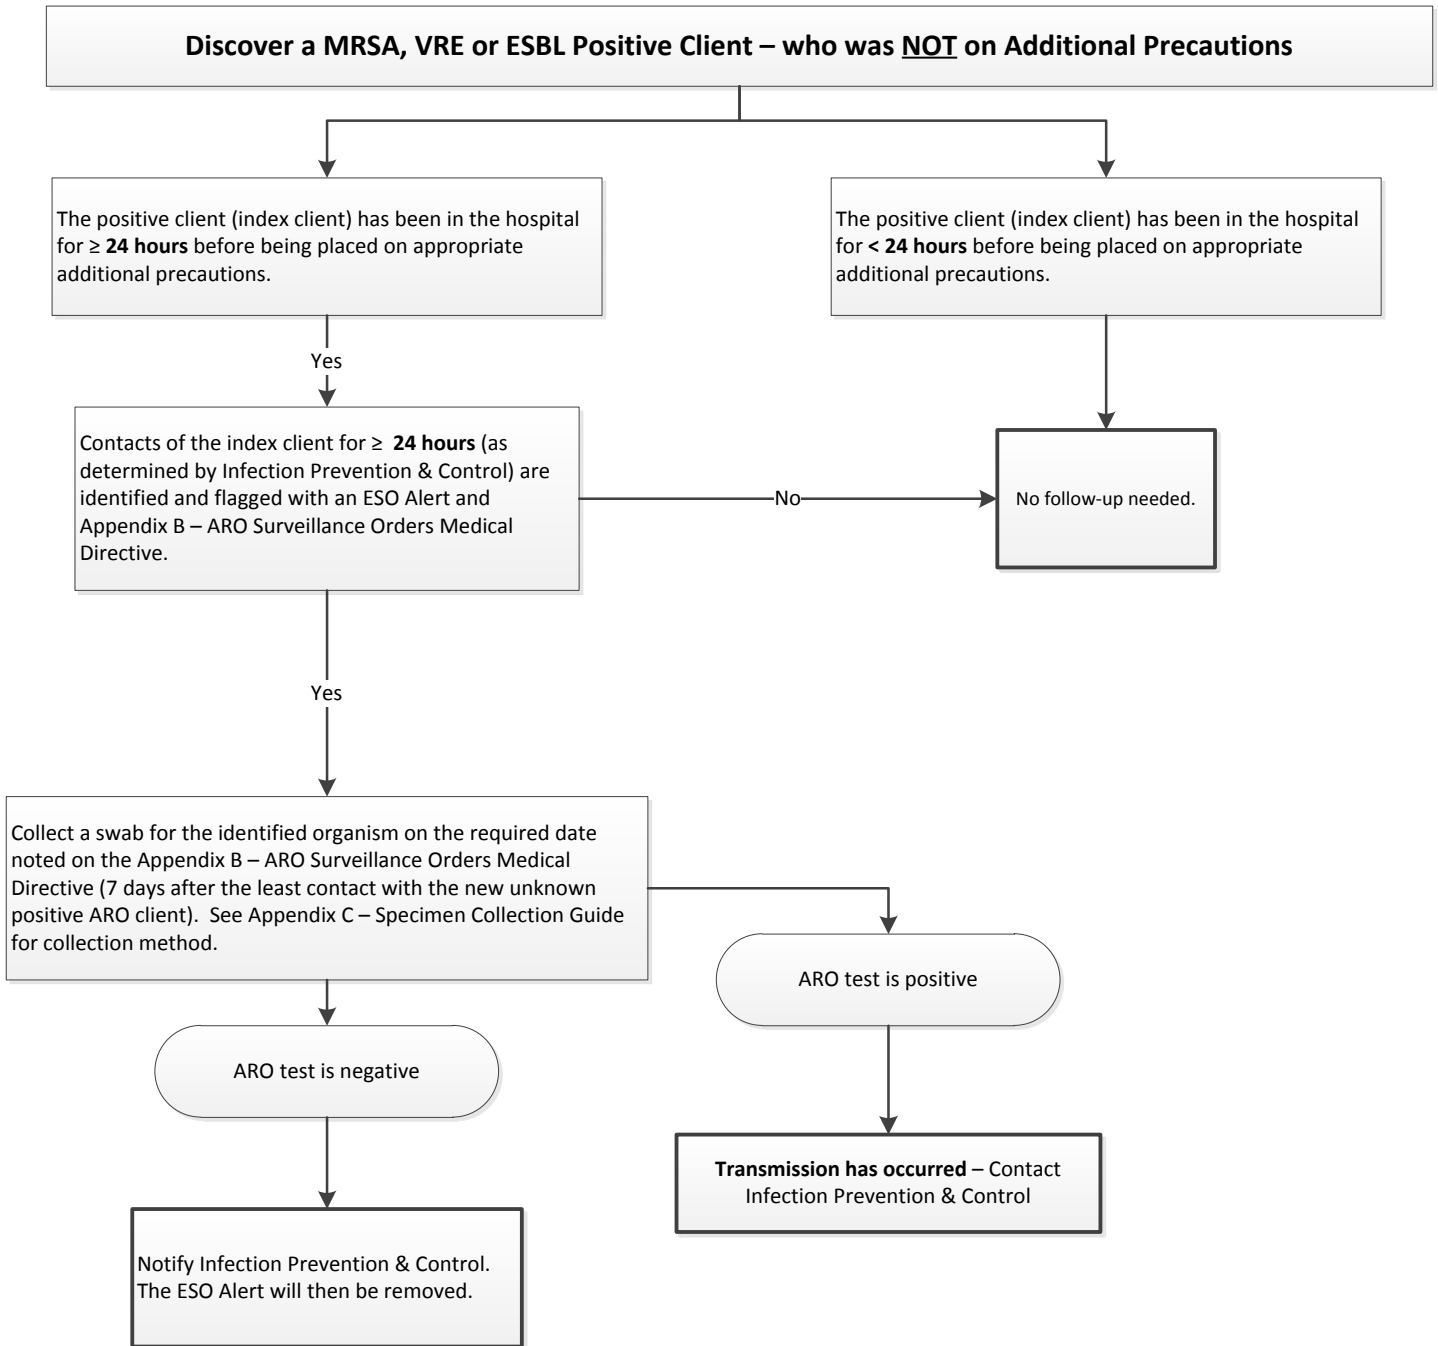 Discover a MRSA, VRE or ESBL Positive Client – who was NOT on Additional Precautions
The positive client (index client) has been in the hospital
for ≥ 24 hours before being placed on appropriate
additional precautions.
The positive client (index client) has been in the hospital
for < 24 hours before being placed on appropriate
additional precautions.
Yes
Contacts of the index client for ≥ 24 hours (as
determined by Infection Prevention & Control) are
identified and flagged with an ESO Alert and
Appendix B – ARO Surveillance Orders Medical
Directive.
No
No follow-up needed.
Yes
Collect a swab for the identified organism on the required date
noted on the Appendix B – ARO Surveillance Orders Medical
Directive (7 days after the least contact with the new unknown
positive ARO client). See Appendix C – Specimen Collection Guide
for collection method.
ARO test is positive
ARO test is negative
Transmission has occurred – Contact
Infection Prevention & Control
Notify Infection Prevention & Control.
The ESO Alert will then be removed.